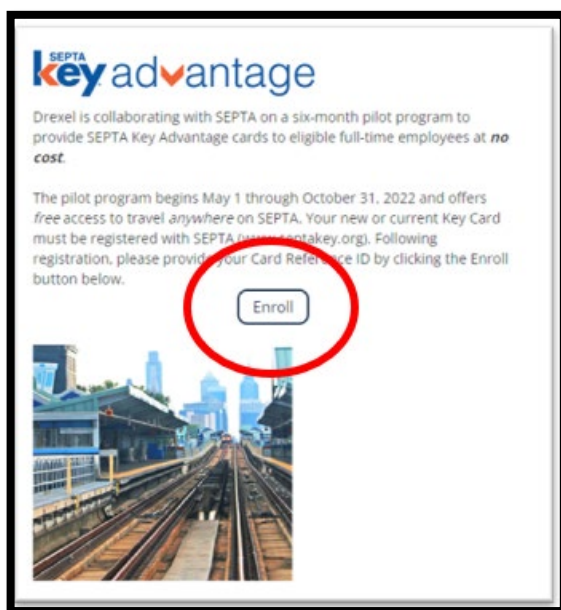 SEPTA
key advantage
Drexel is collaborating with SEPTA on a six-month pilot program to
provide SEPTA Key Advantage cards to eligible full-time employees at no
cost.
The pilot program begins May 1 through October 31, 2022 and offers
free access to travel anywhere on SEPTA. Your new or current Key Card
must be registered with SEPTA (www.septakey.org). Following
registration, please provide your Card Reference ID by clicking the Enroll
button below.
Enroll